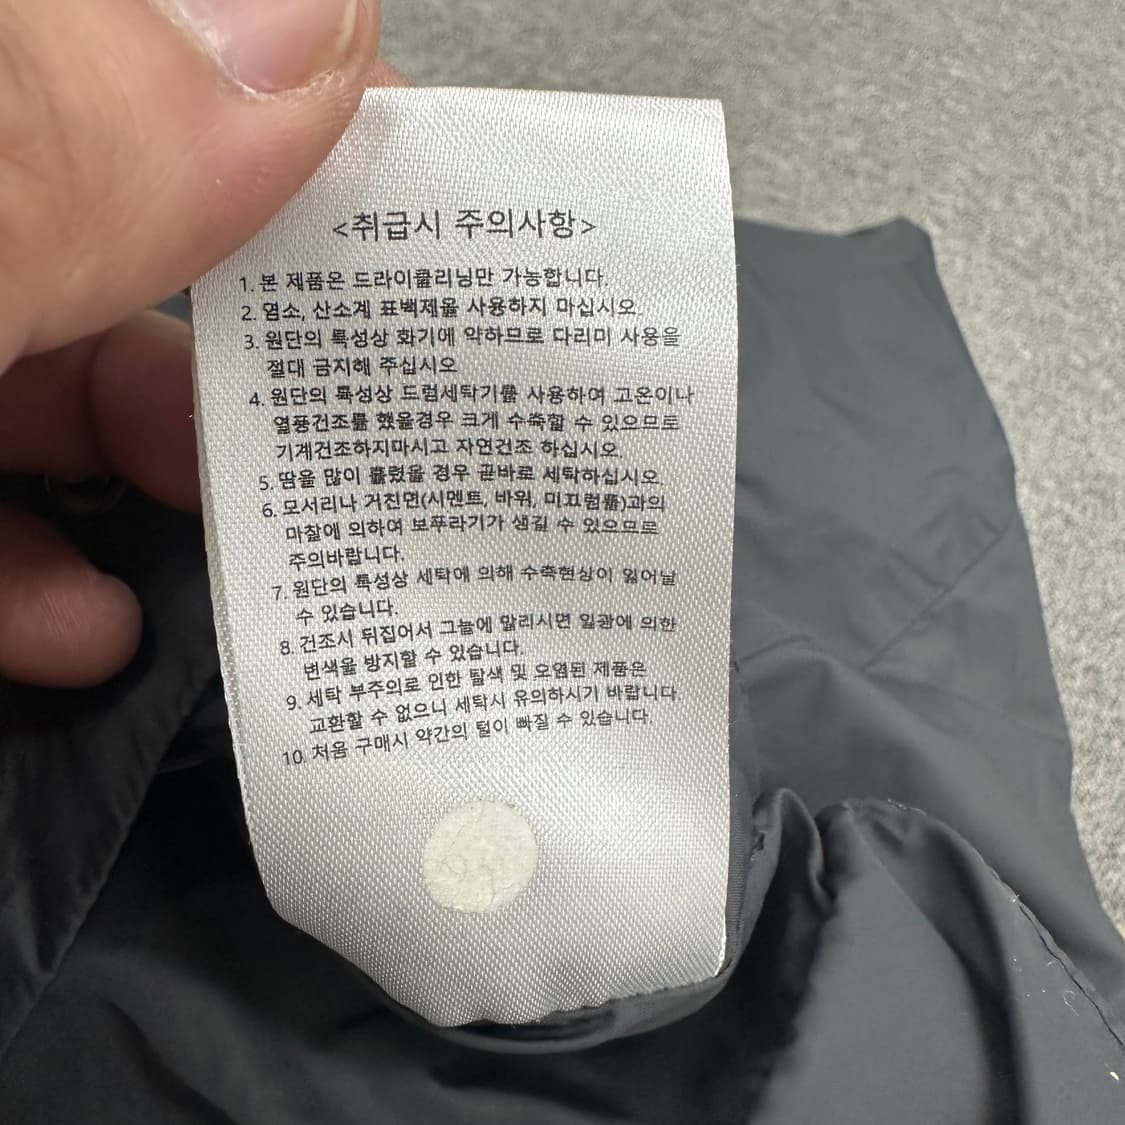 <취급시 주의사항>
1. 본 제품은 드라이클리닝만 가능합니다.
2. 염소, 산소계 표백제을 사용하지 마십시오.
3. 원단의 특성상 화기에 약하므로 다리미 사용을
절대 금지해 주십시오
4. 원단의 특성상 드럼세탁기를 사용하여 고온이나
열풍건조를 했을경우 크게 수축할 수 있으므로
기계건조하지마시고 자연건조 하십시오.
5. 땀을 많이 흘렸을 경우 곧바로 세탁하십시오.
6. 모서리나 거친면(시멘트, 바위, 미끄럼틀)과의
마찰에 의하여 보푸라기가 생길 수 있으므로
주의바랍니다.
7. 원단의 특성상 세탁에 의해 수축현상이 일어날
수 있습니다.
8. 건조시 뒤집어서 그늘에 말리시면 일광에 의한
변색을 방지할 수 있습니다.
9. 세탁 부주의로 인한 탈색 및 오염된 제품은
교환할 수 없으니 세탁시 유의하시기 바랍니다
10. 처음 구매시 약간의 털이 빠질 수 있습니다